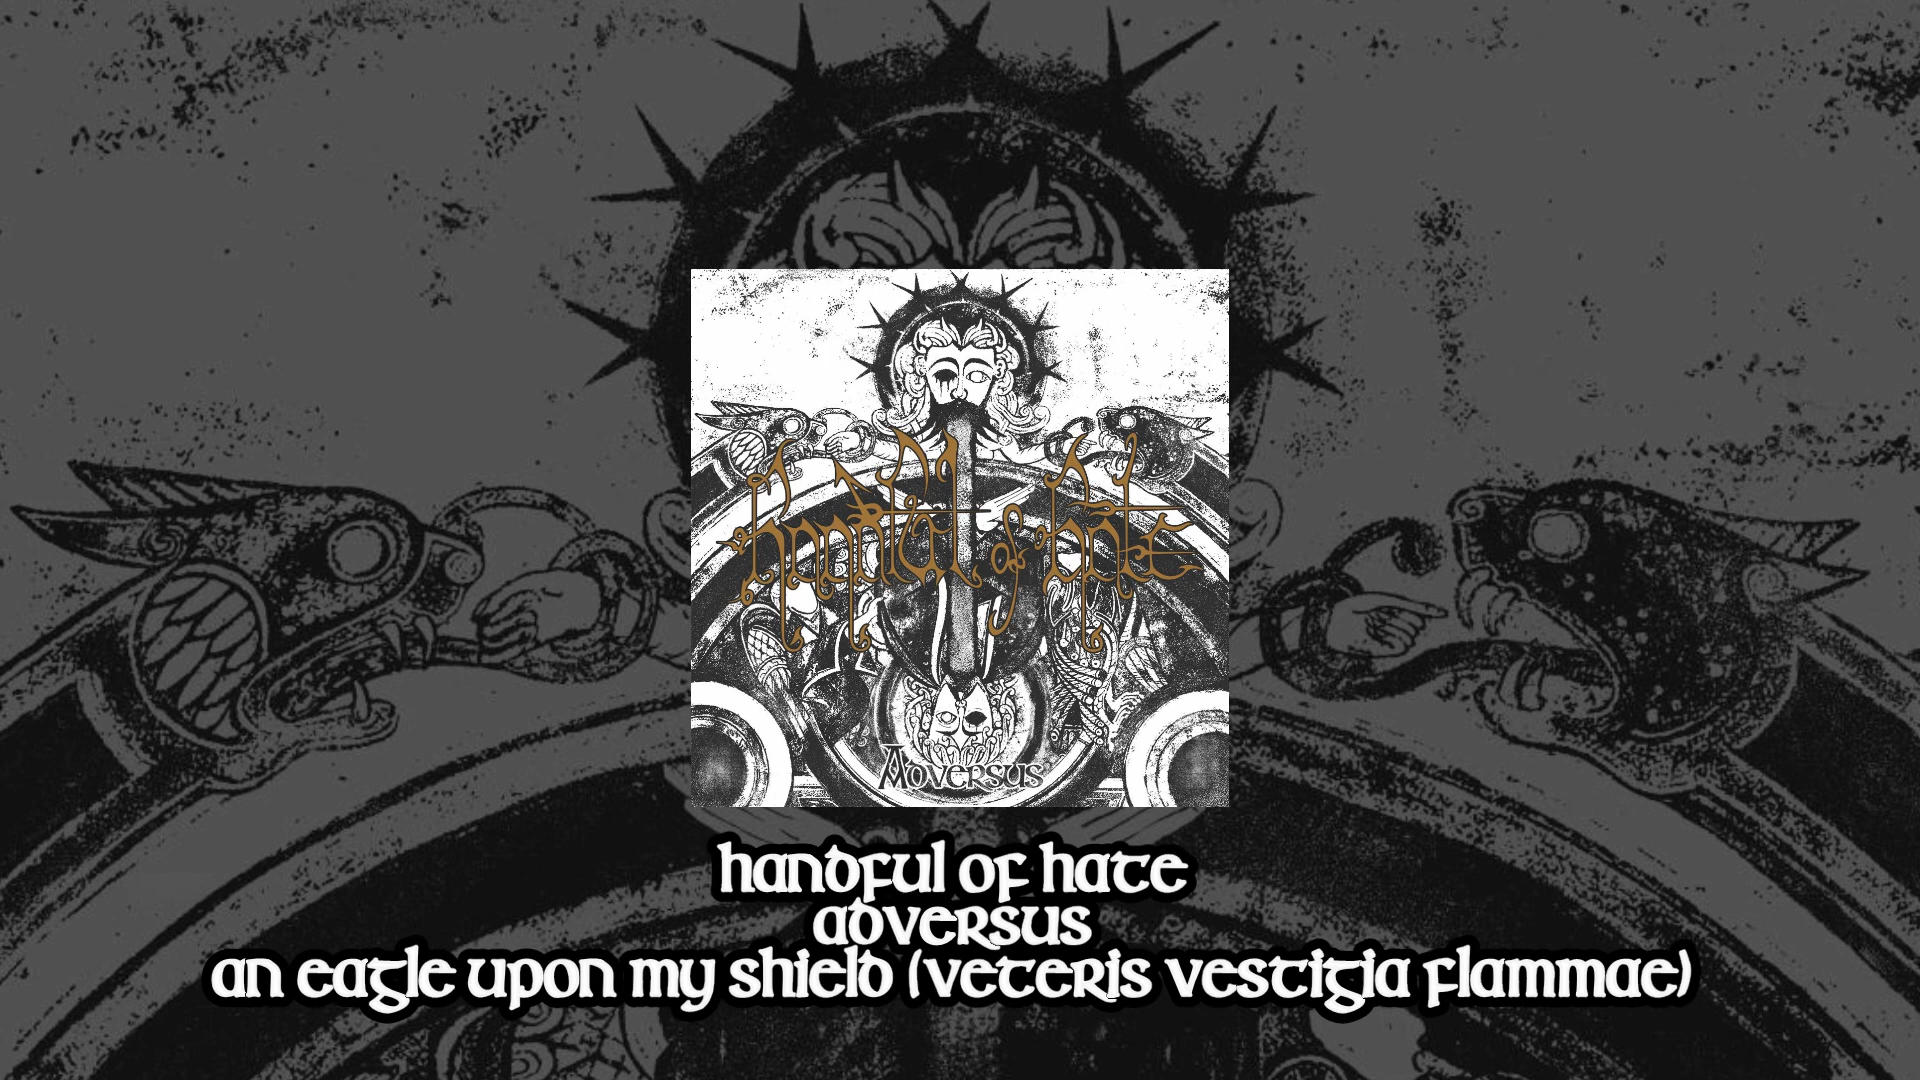 handful of hate
Adversus
handful of hate
adversus
an eagle upon my shield (veteris vestigia flammae)